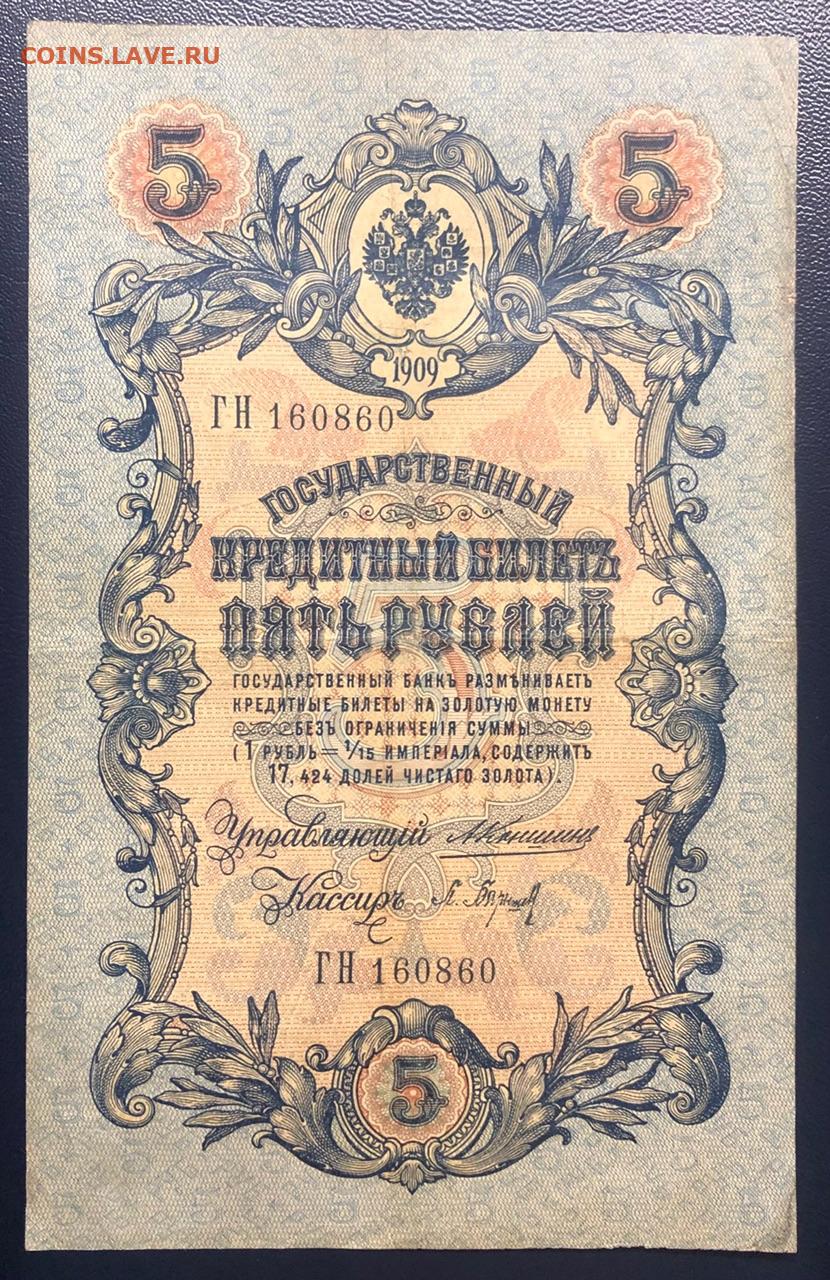 COINS.LAVE.RU
5 5
1909
ГН 160860
ГОСУДАРСТВЕННЫЙ
КРЕДИТНЫЙ БИЛЕТЪ
ПЯТЬ РУБЛЕЙ
ГОСУДАРСТВЕННЫЙ БАНКЪ РАЗМѢНИВАЕТЪ
КРЕДИТНЫЕ БИЛЕТЫ НА ЗОЛОТУЮ МОНЕТУ
БЕЗЪ ОГРАНИЧЕНІЯ СУММЫ
(1 РУБЛЬ = 1/15 ИМПЕРІАЛА, СОДЕРЖИТЪ
17,424 ДОЛЕЙ ЧИСТАГО ЗОЛОТА).
Управляющій
Кассиръ
ГН 160860
5